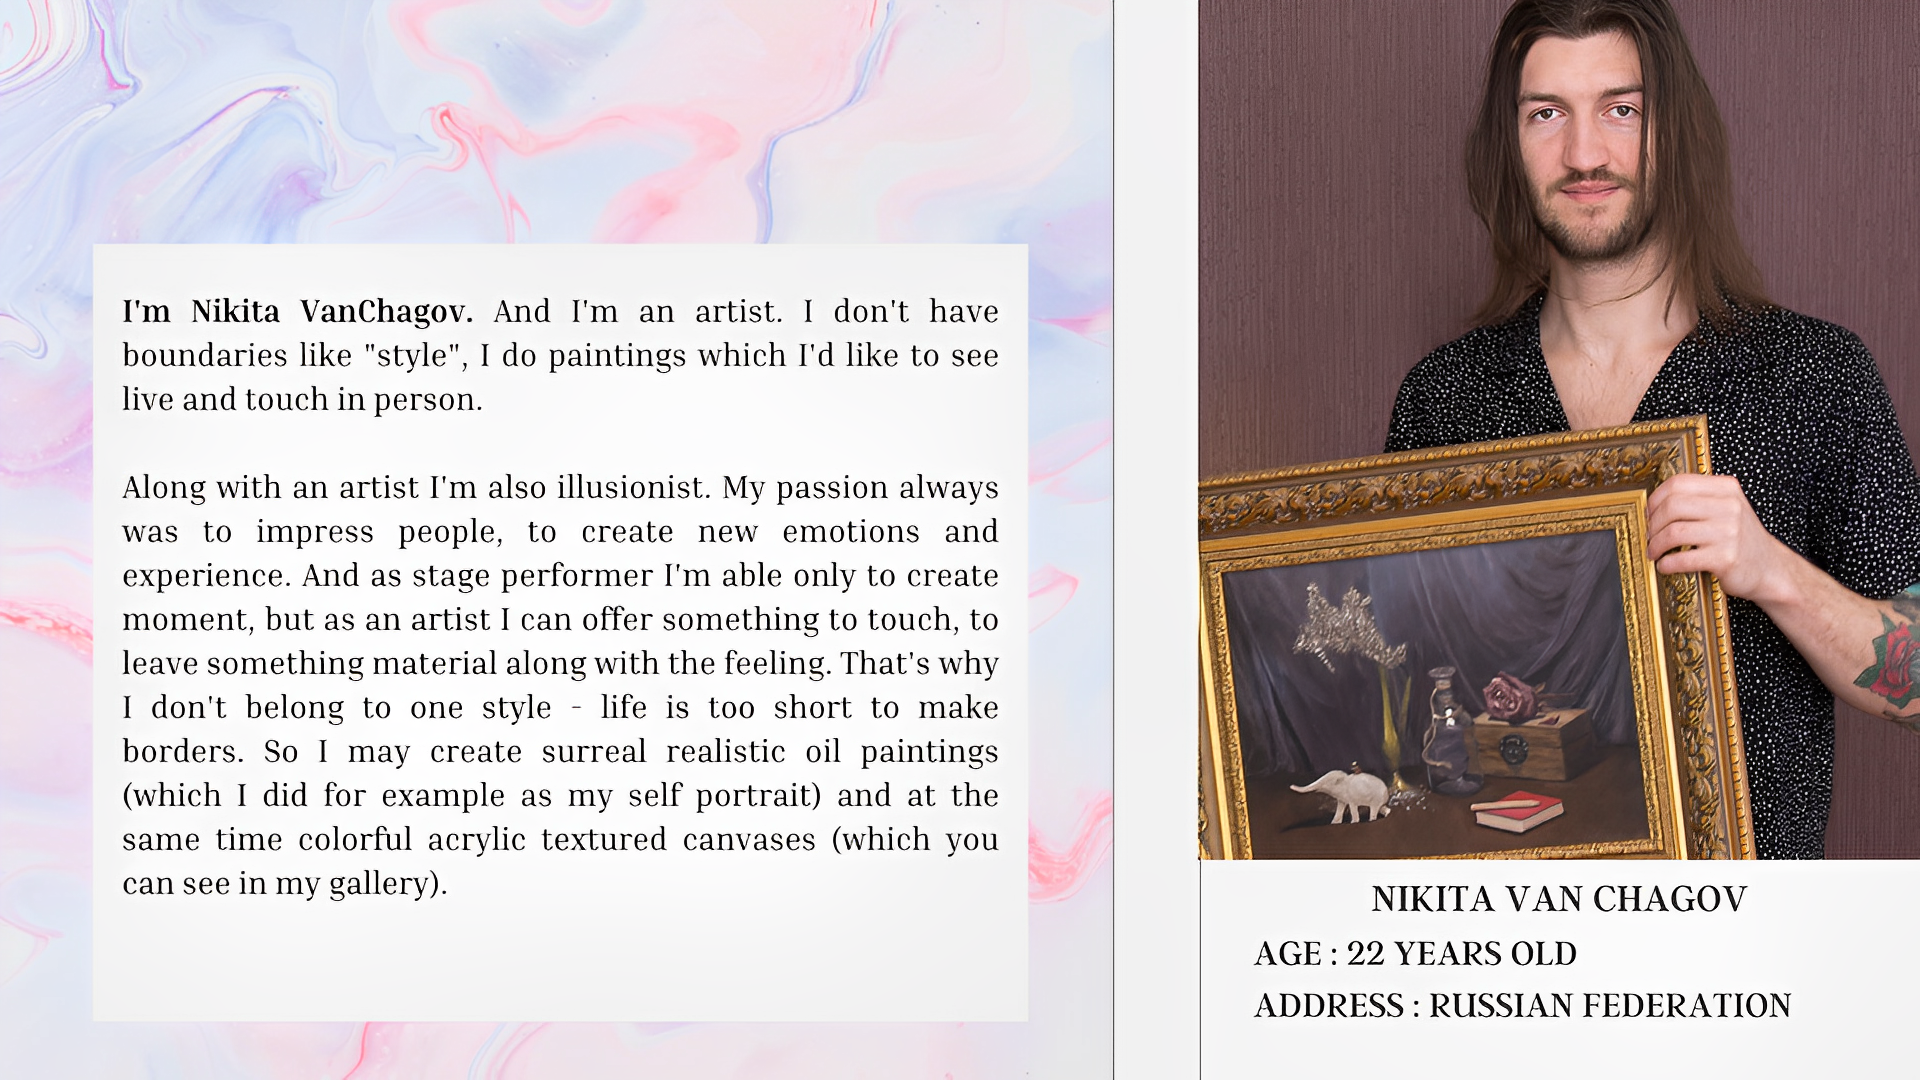 I'm Nikita VanChagov. And I'm an artist. I don't have
boundaries like "style", I do paintings which I'd like to see
live and touch in person.
Along with an artist I'm also illusionist. My passion always
was to impress people, to create new emotions and
experience. And as stage performer I'm able only to create
moment, but as an artist I can offer something to touch, to
leave something material along with the feeling. That's why
I don't belong to one style - life is too short to make
borders. So I may create surreal realistic oil paintings
(which I did for example as my self portrait) and at the
same time colorful acrylic textured canvases (which you
can see in my gallery).
NIKITA VAN CHAGOV
AGE : 22 YEARS OLD
ADDRESS : RUSSIAN FEDERATION